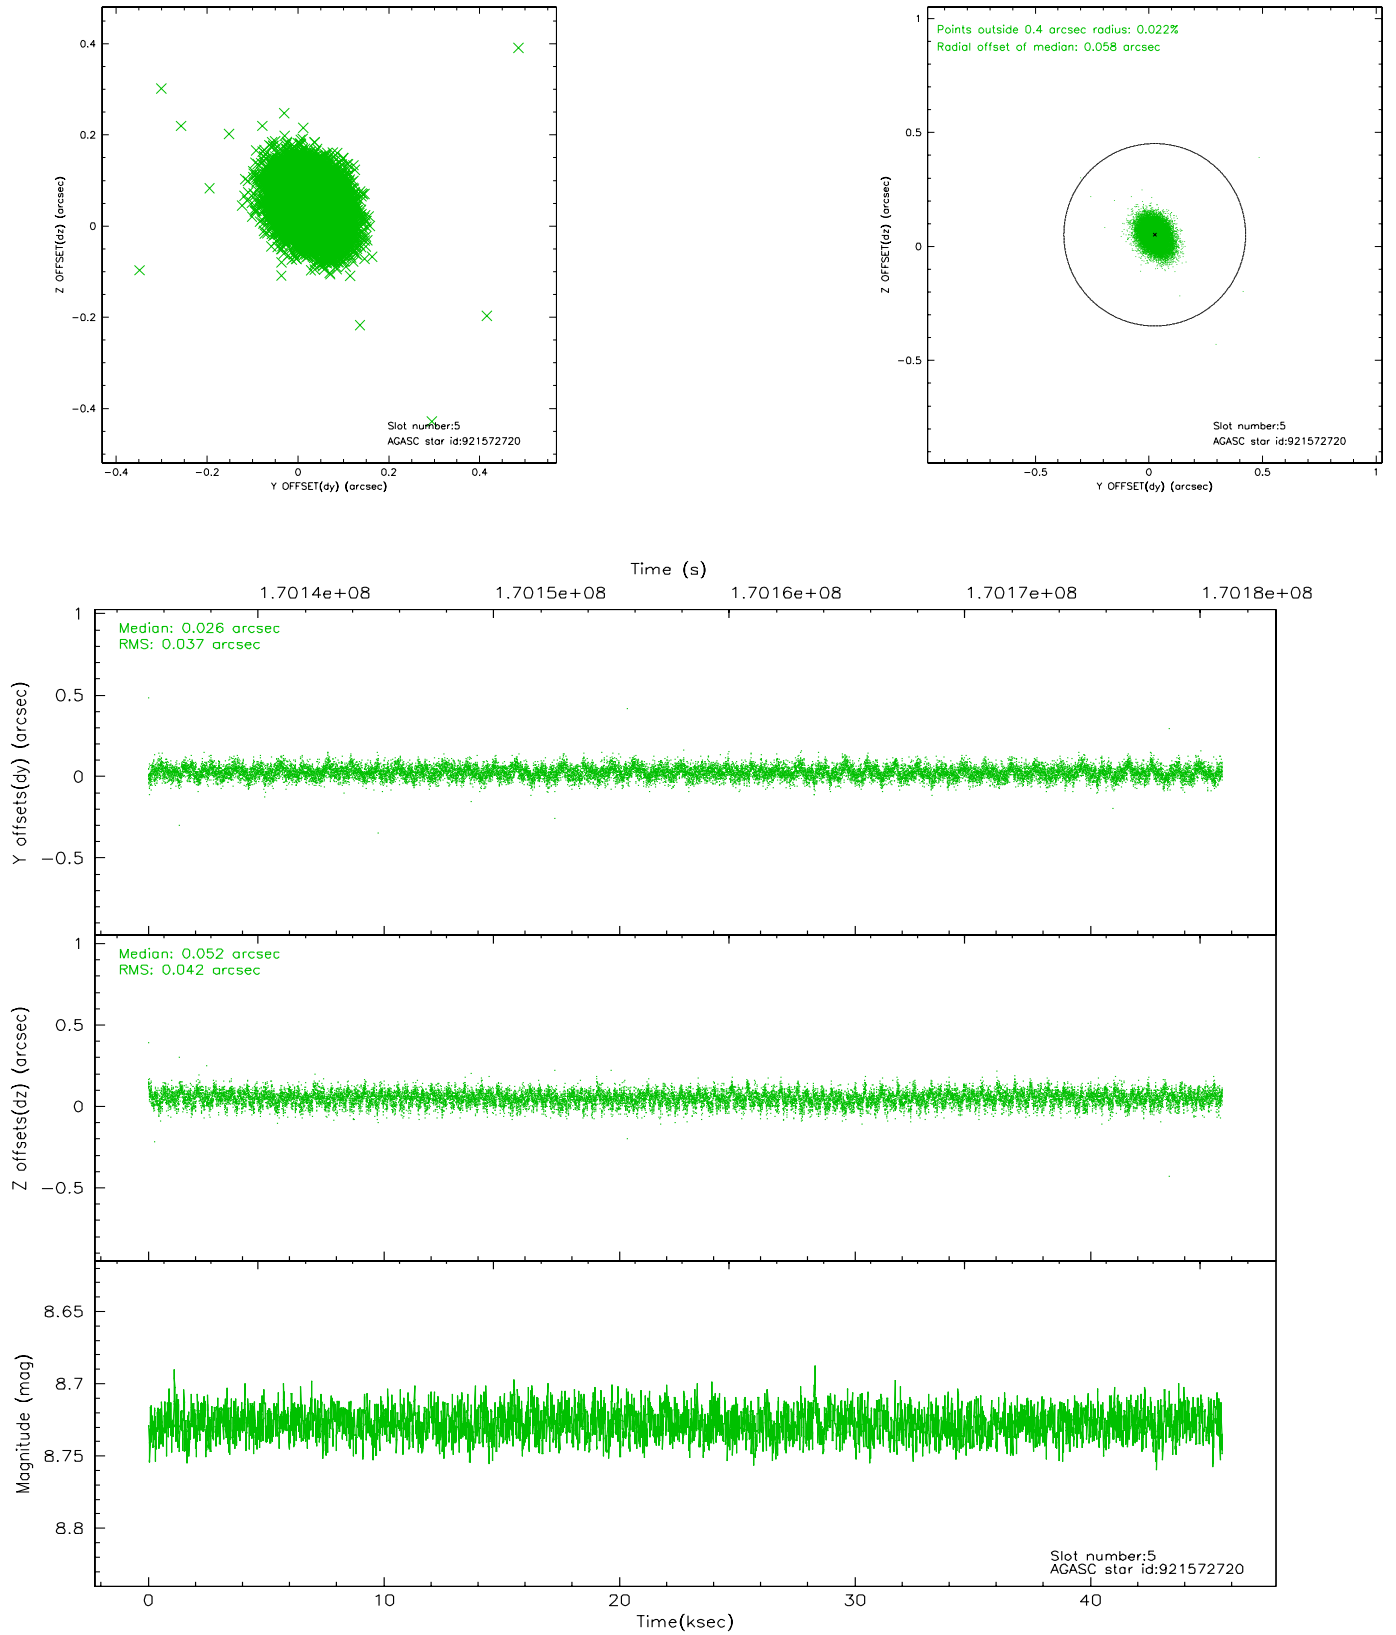 0.4
0.2
0
−0.2
−0.4
Z OFFSET(dz) (arcsec)
Slot number:5
AGASC star id:921572720
−0.4 −0.2 0 0.2 0.4
Y OFFSET(dy) (arcsec)
Points outside 0.4 arcsec radius: 0.022%
Radial offset of median: 0.058 arcsec
1
0.5
0
−0.5
Z OFFSET(dz) (arcsec)
Slot number:5
AGASC star id:921572720
−0.5 0 0.5 1
Y OFFSET(dy) (arcsec)
Time (s)
1.7014e+08 1.7015e+08 1.7016e+08 1.7017e+08 1.7018e+08
Median: 0.026 arcsec
RMS: 0.037 arcsec
1
0.5
0
−0.5
Y offsets(dy) (arcsec)
Median: 0.052 arcsec
RMS: 0.042 arcsec
1
0.5
0
−0.5
Z offsets(dz) (arcsec)
8.65
8.7
8.75
8.8
Magnitude (mag)
Slot number:5
AGASC star id:921572720
0 10 20 30 40
Time(ksec)